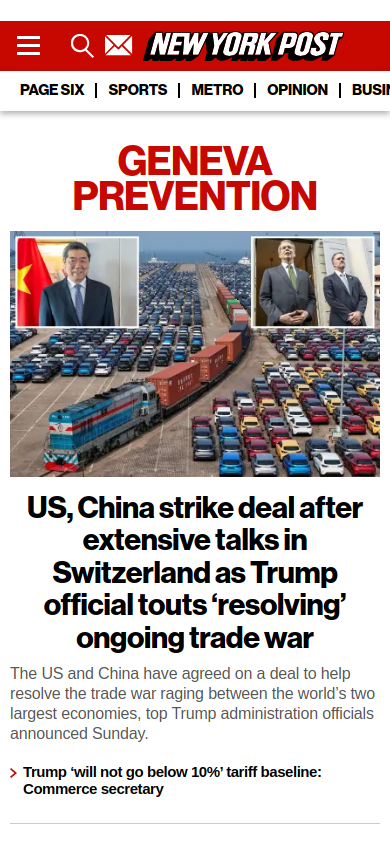 NEW YORK POST
PAGE SIX
SPORTS
METRO
OPINION
BUSIN
GENEVA
PREVENTION
US, China strike deal after
extensive talks in
Switzerland as Trump
official touts ‘resolving’
ongoing trade war
The US and China have agreed on a deal to help
resolve the trade war raging between the world’s two
largest economies, top Trump administration officials
announced Sunday.
Trump ‘will not go below 10%’ tariff baseline:
Commerce secretary